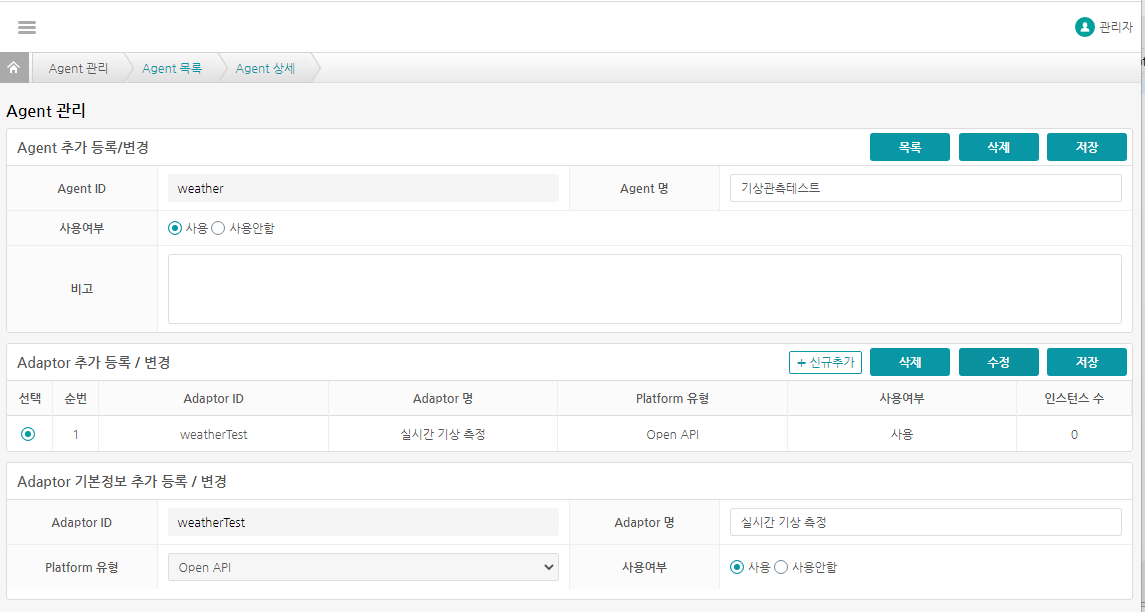 관리자
Agent 관리 Agent 목록 Agent 상세
Agent 관리
Agent 추가 등록/변경 목록 삭제 저장
Agent ID weather Agent 명 기상관측테스트
사용여부 사용 사용안함
비고
Adaptor 추가 등록 / 변경 + 신규추가 삭제 수정 저장
선택 순번 Adaptor ID Adaptor 명 Platform 유형 사용여부 인스턴스 수
1 weatherTest 실시간 기상 측정 Open API 사용 0
Adaptor 기본정보 추가 등록 / 변경
Adaptor ID weatherTest Adaptor 명 실시간 기상 측정
Platform 유형 Open API 사용여부 사용 사용안함